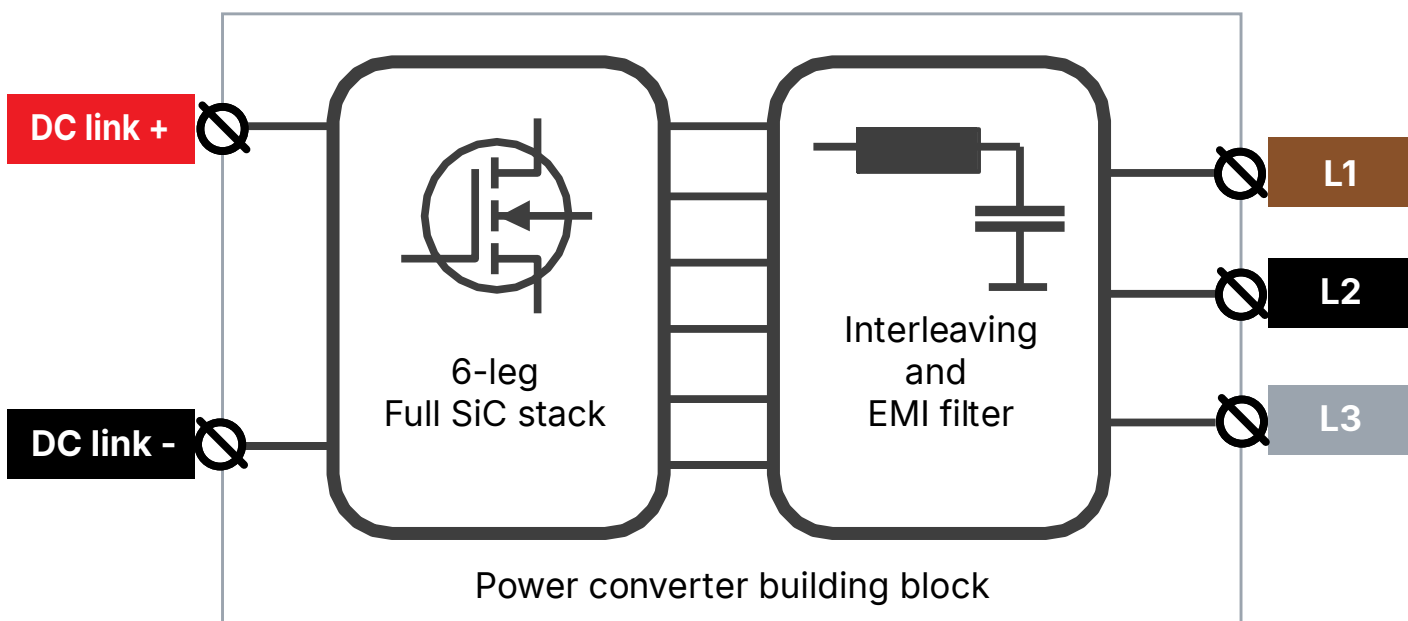 DC link +
DC link -
6-leg
Full SiC stack
Interleaving
and
EMI filter
L1
L2
L3
Power converter building block